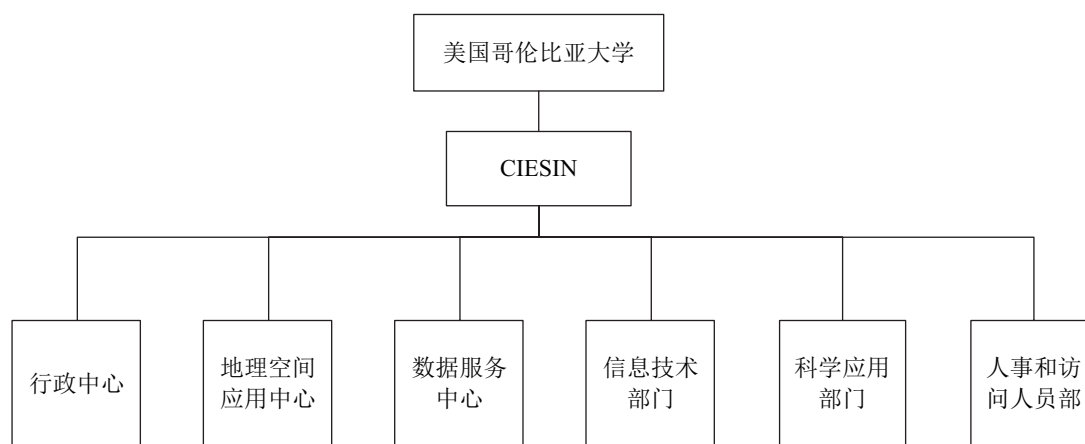 美国哥伦比亚大学
CIESIN
行政中心
地理空间
应用中心
数据服务
中心
信息技术
部门
科学应用
部门
人事和访
问人员部